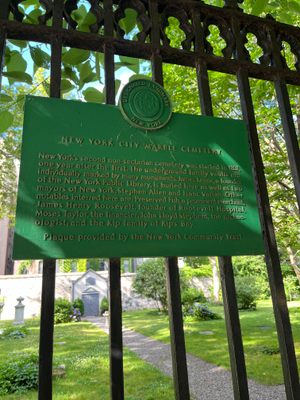 NEW YORK CITY MARBLE CEMETERY
New York's second non-sectarian cemetery was started in 1831,
one year after the first. The underground family vaults are
individually marked by many monuments. James Lenox, a founder
of the New York Public Library, is buried here as well as two
mayors of New York, Stephen Allen and Isaac Varian. Other
notables interred here are: Preserved Fish, a prominent merchant,
James Henry Roosevelt, founder of Roosevelt Hospital,
Moses Taylor, the financier, John Lloyd Stephens, the archae-
ologist, and the Kip family of Kips Bay.
Plaque provided by the New York Community Trust
NEW YORK